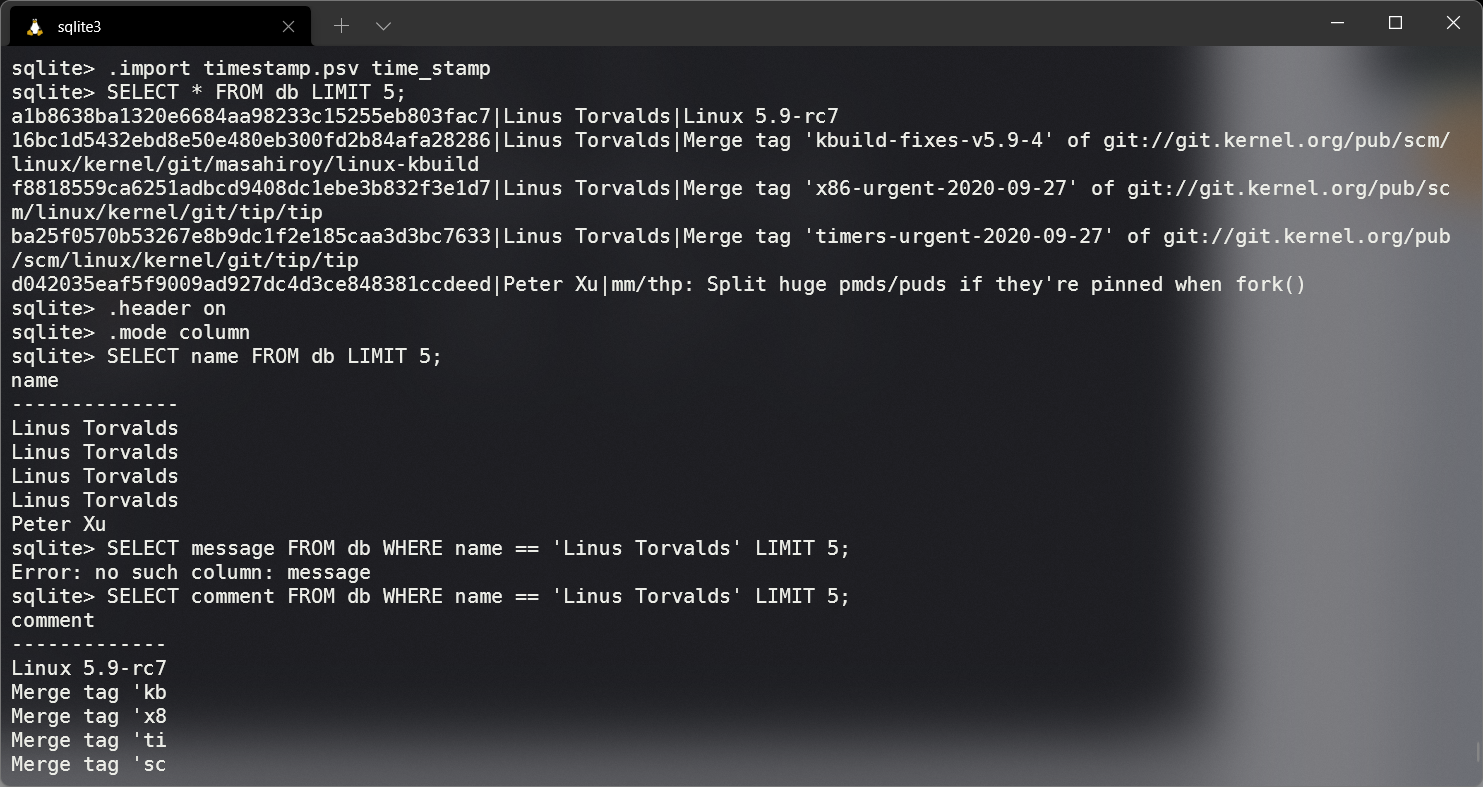 sqlite3
sqlite> .import timestamp.psv time_stamp
sqlite> SELECT * FROM db LIMIT 5;
a1b8638ba1320e6684aa98233c15255eb803fac7|Linus Torvalds|Linux 5.9-rc7
16bc1d5432ebd8e50e480eb300fd2b84afa28286|Linus Torvalds|Merge tag 'kbuild-fixes-v5.9-4' of git://git.kernel.org/pub/scm/
linux/kernel/git/masahiroy/linux-kbuild
f8818559ca6251adbcd9408dc1ebe3b832f3e1d7|Linus Torvalds|Merge tag 'x86-urgent-2020-09-27' of git://git.kernel.org/pub/sc
m/linux/kernel/git/tip/tip
ba25f0570b53267e8b9dc1f2e185caa3d3bc7633|Linus Torvalds|Merge tag 'timers-urgent-2020-09-27' of git://git.kernel.org/pub
/scm/linux/kernel/git/tip/tip
d042035eaf5f9009ad927dc4d3ce848381ccdeed|Peter Xu|mm/thp: Split huge pmds/puds if they're pinned when fork()
sqlite> .header on
sqlite> .mode column
sqlite> SELECT name FROM db LIMIT 5;
name
--------------
Linus Torvalds
Linus Torvalds
Linus Torvalds
Linus Torvalds
Peter Xu
sqlite> SELECT message FROM db WHERE name == 'Linus Torvalds' LIMIT 5;
Error: no such column: message
sqlite> SELECT comment FROM db WHERE name == 'Linus Torvalds' LIMIT 5;
comment
-------------
Linux 5.9-rc7
Merge tag 'kb
Merge tag 'x8
Merge tag 'ti
Merge tag 'sc